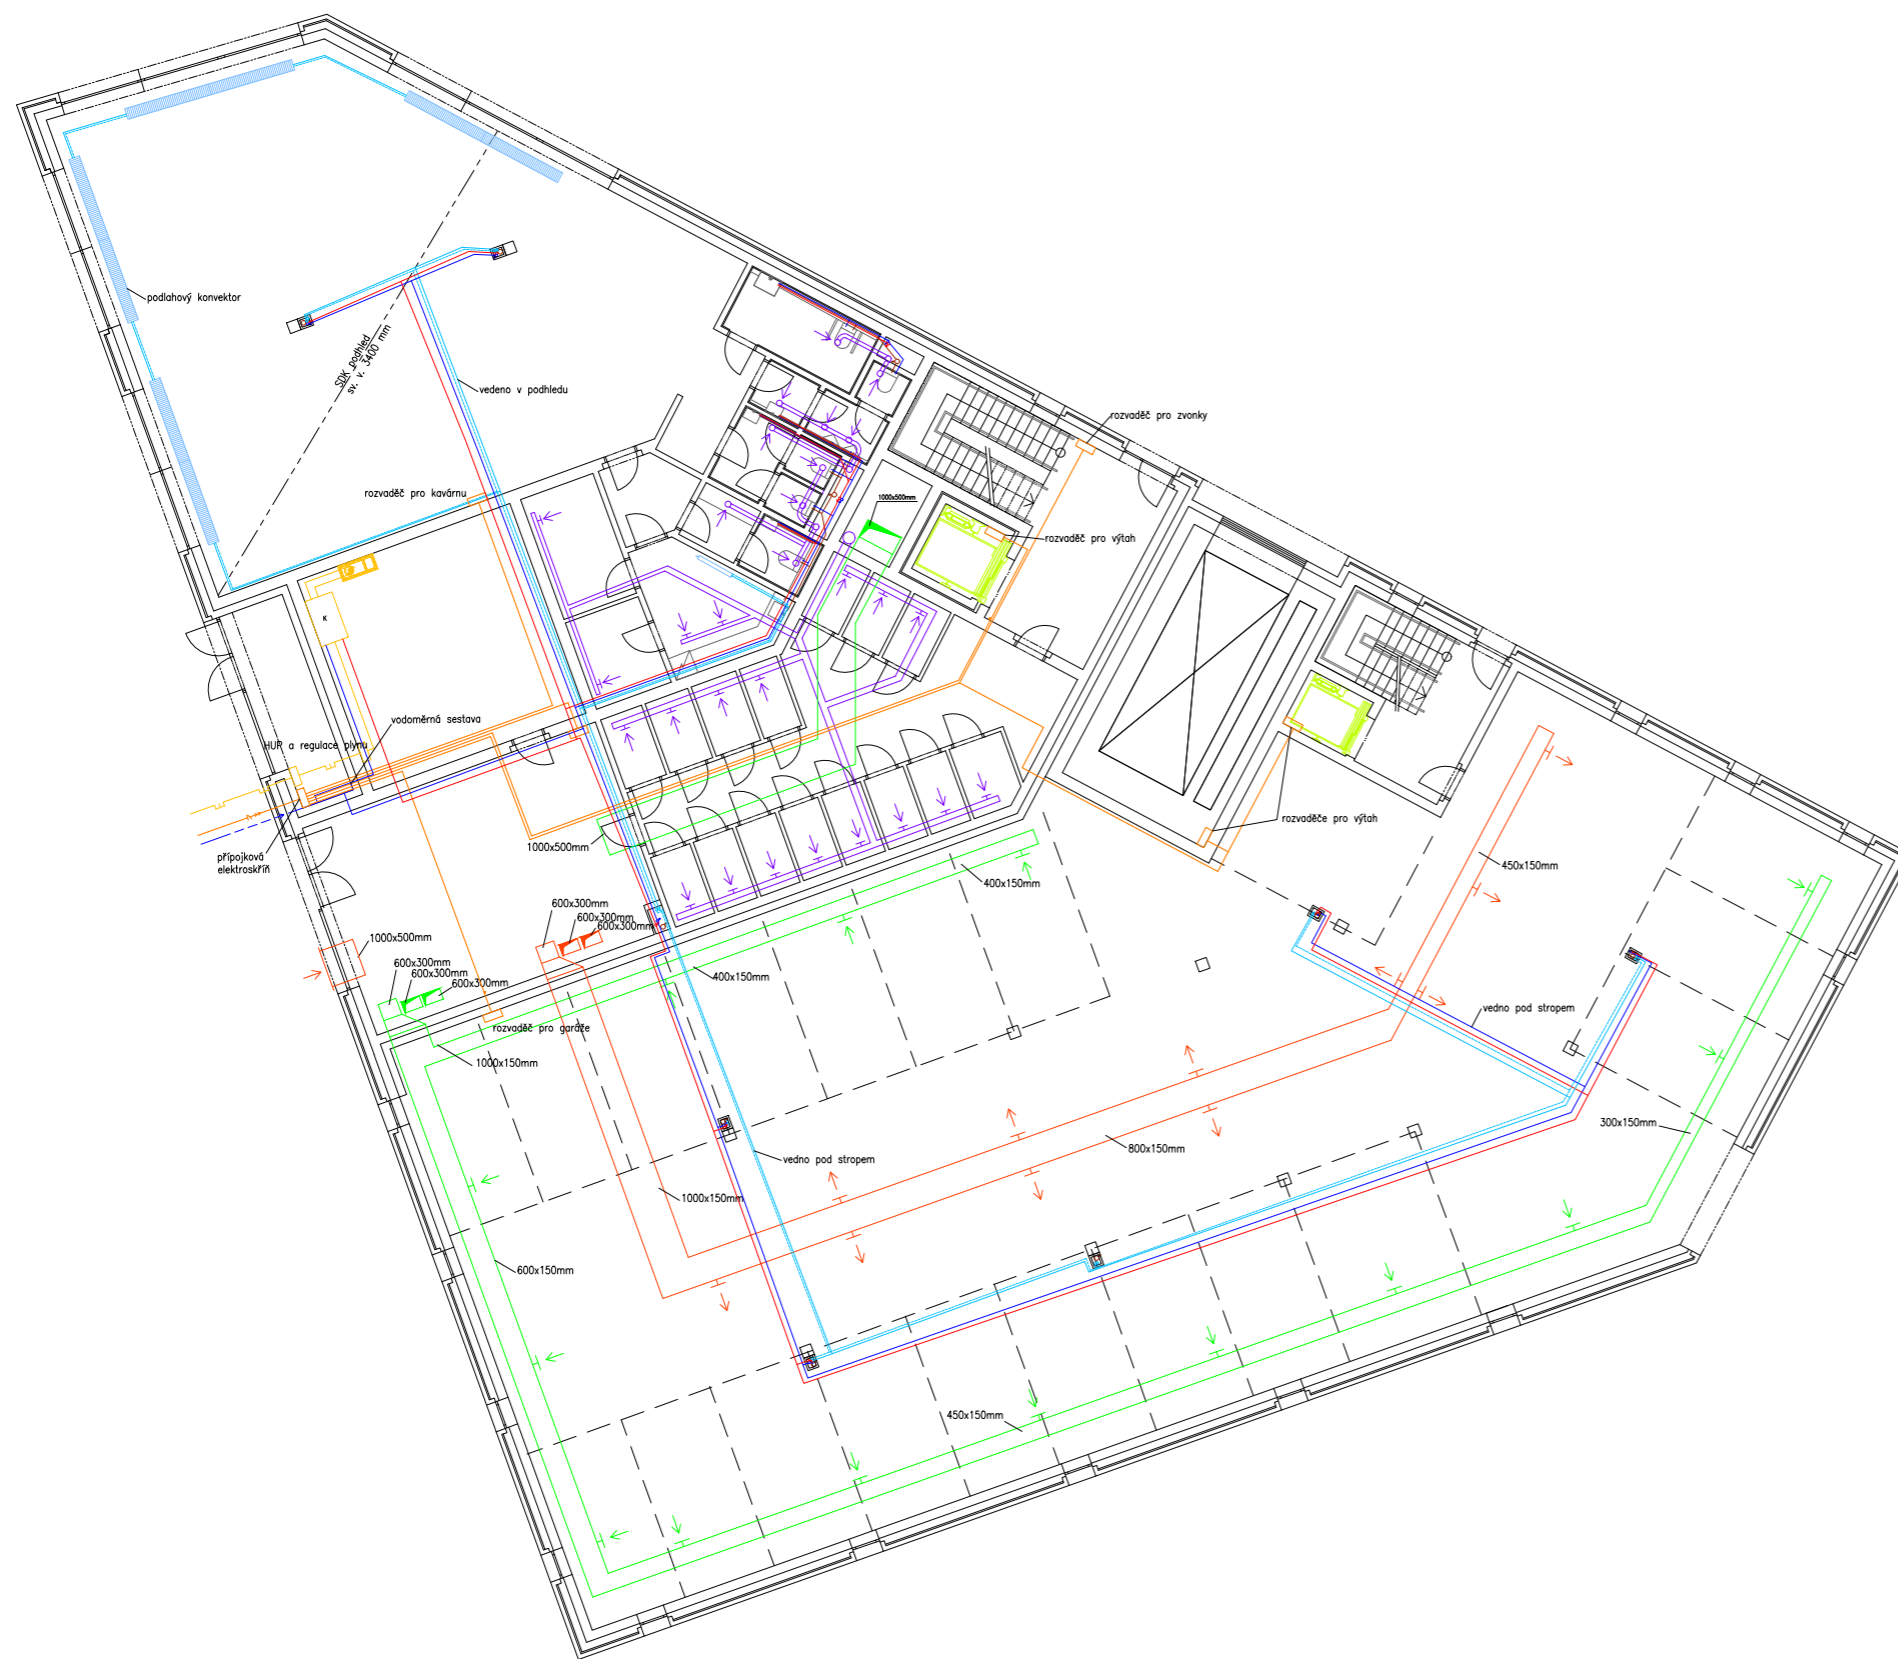 podlahový konvektor
SDK podhled
sv. v. 3400 mm
vedeno v podhledu
rozvaděč pro zvonky
rozvaděč pro kavárnu
1000x500mm
rozvaděč pro výtah
K
vodoměrná sestava
HUP a regulace plynu
rozvaděče pro výtah
přípojková
elektroskříň
1000x500mm
450x150mm
400x150mm
600x300mm
600x300mm
600x300mm
1000x500mm
600x300mm
600x300mm
600x300mm
400x150mm
vedno pod stropem
rozvaděč pro garáže
1000x150mm
300x150mm
800x150mm
vedno pod stropem
1000x150mm
600x150mm
450x150mm